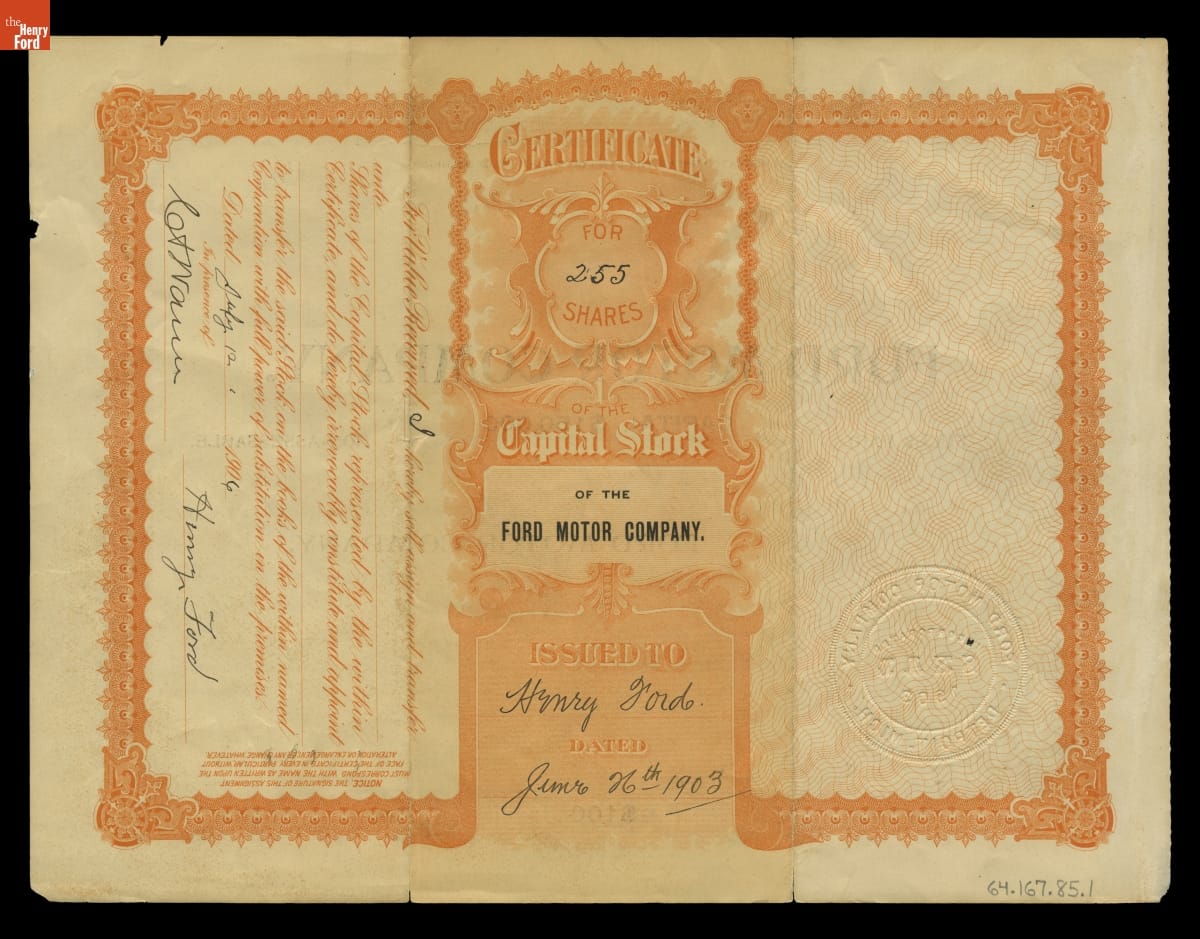 the
Henry
Ford
CERTIFICATE
FOR
255
SHARES
OF THE
Capital Stock
OF THE
FORD MOTOR COMPANY.
ISSUED TO
Henry Ford.
DATED
June 26th 1903
For Value Received, I hereby sell, assign and transfer
unto
Shares of the Capital Stock represented by the within
Certificate, and do hereby irrevocably constitute and appoint
to transfer the said Stock on the books of the within named
Corporation with full power of substitution in the premises.
Dated July 12, 1906
Henry Ford
In presence of
NOTICE. THE SIGNATURE OF THIS ASSIGNMENT
MUST CORRESPOND WITH THE NAME AS WRITTEN UPON THE
FACE OF THE CERTIFICATE IN EVERY PARTICULAR, WITHOUT
ALTERATION OR ENLARGEMENT OR ANY CHANGE WHATEVER.
FORD MOTOR COMPANY
64.167.85.1